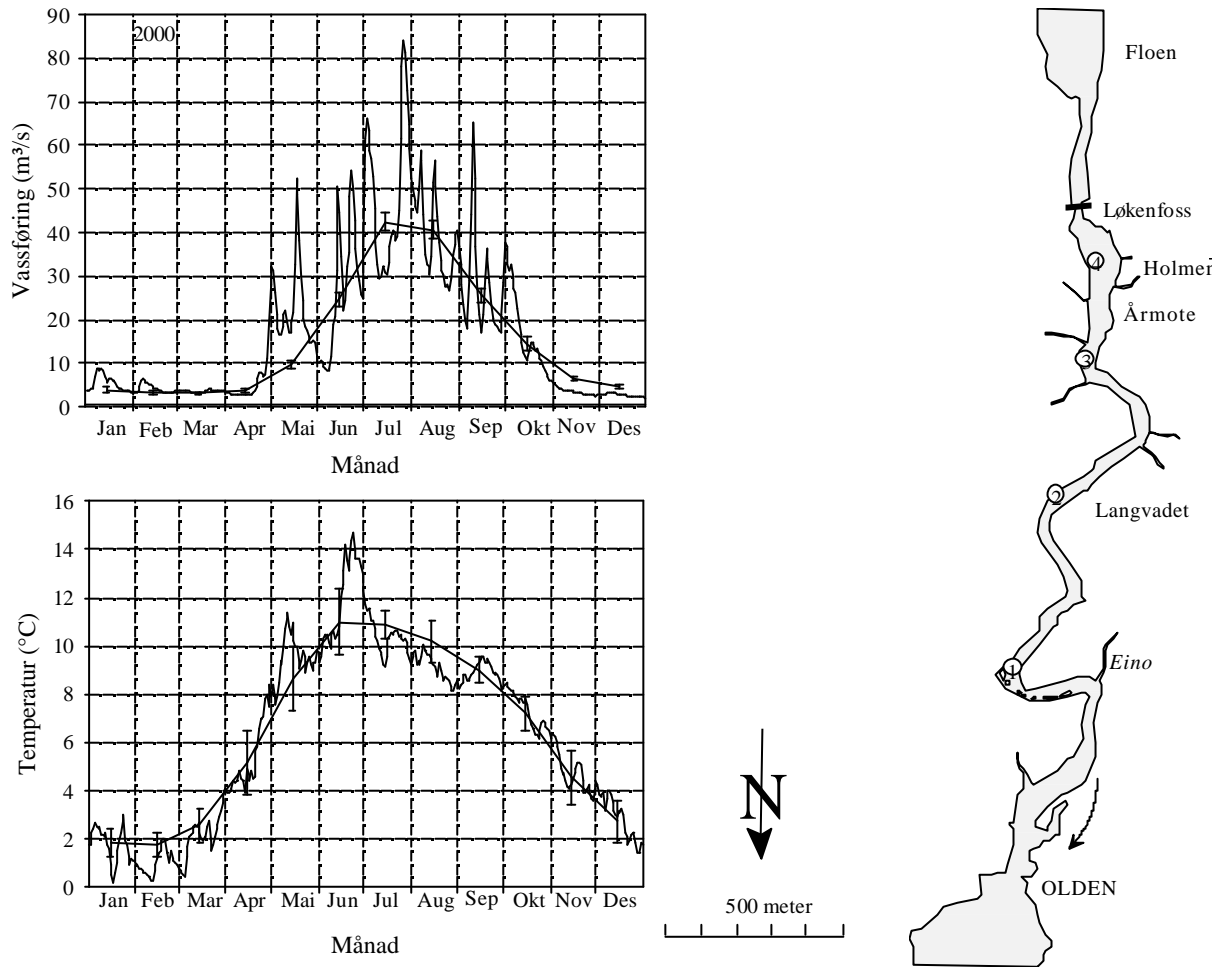 90
80
70
60
50
40
30
20
10
0
2000
Vassføring (m³/s)
Jan Feb Mar Apr Mai Jun Jul Aug Sep Okt Nov Des
Månad
16
14
12
10
8
6
4
2
0
Temperatur (°C)
Jan Feb Mar Apr Mai Jun Jul Aug Sep Okt Nov Des
Månad
Floen
Løkenfoss
4
Holmen
Årmote
3
2
Langvadet
1
Eino
N
OLDEN
500 meter